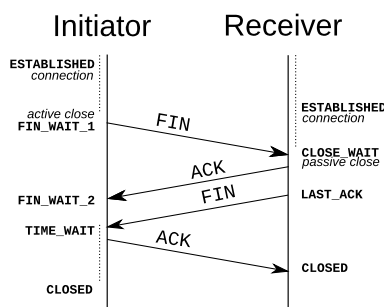 Initiator
Receiver
ESTABLISHED
connection
active close
FIN_WAIT_1
FIN
ESTABLISHED
connection
CLOSE_WAIT
passive close
ACK
FIN
FIN_WAIT_2
LAST_ACK
TIME_WAIT
ACK
CLOSED
CLOSED